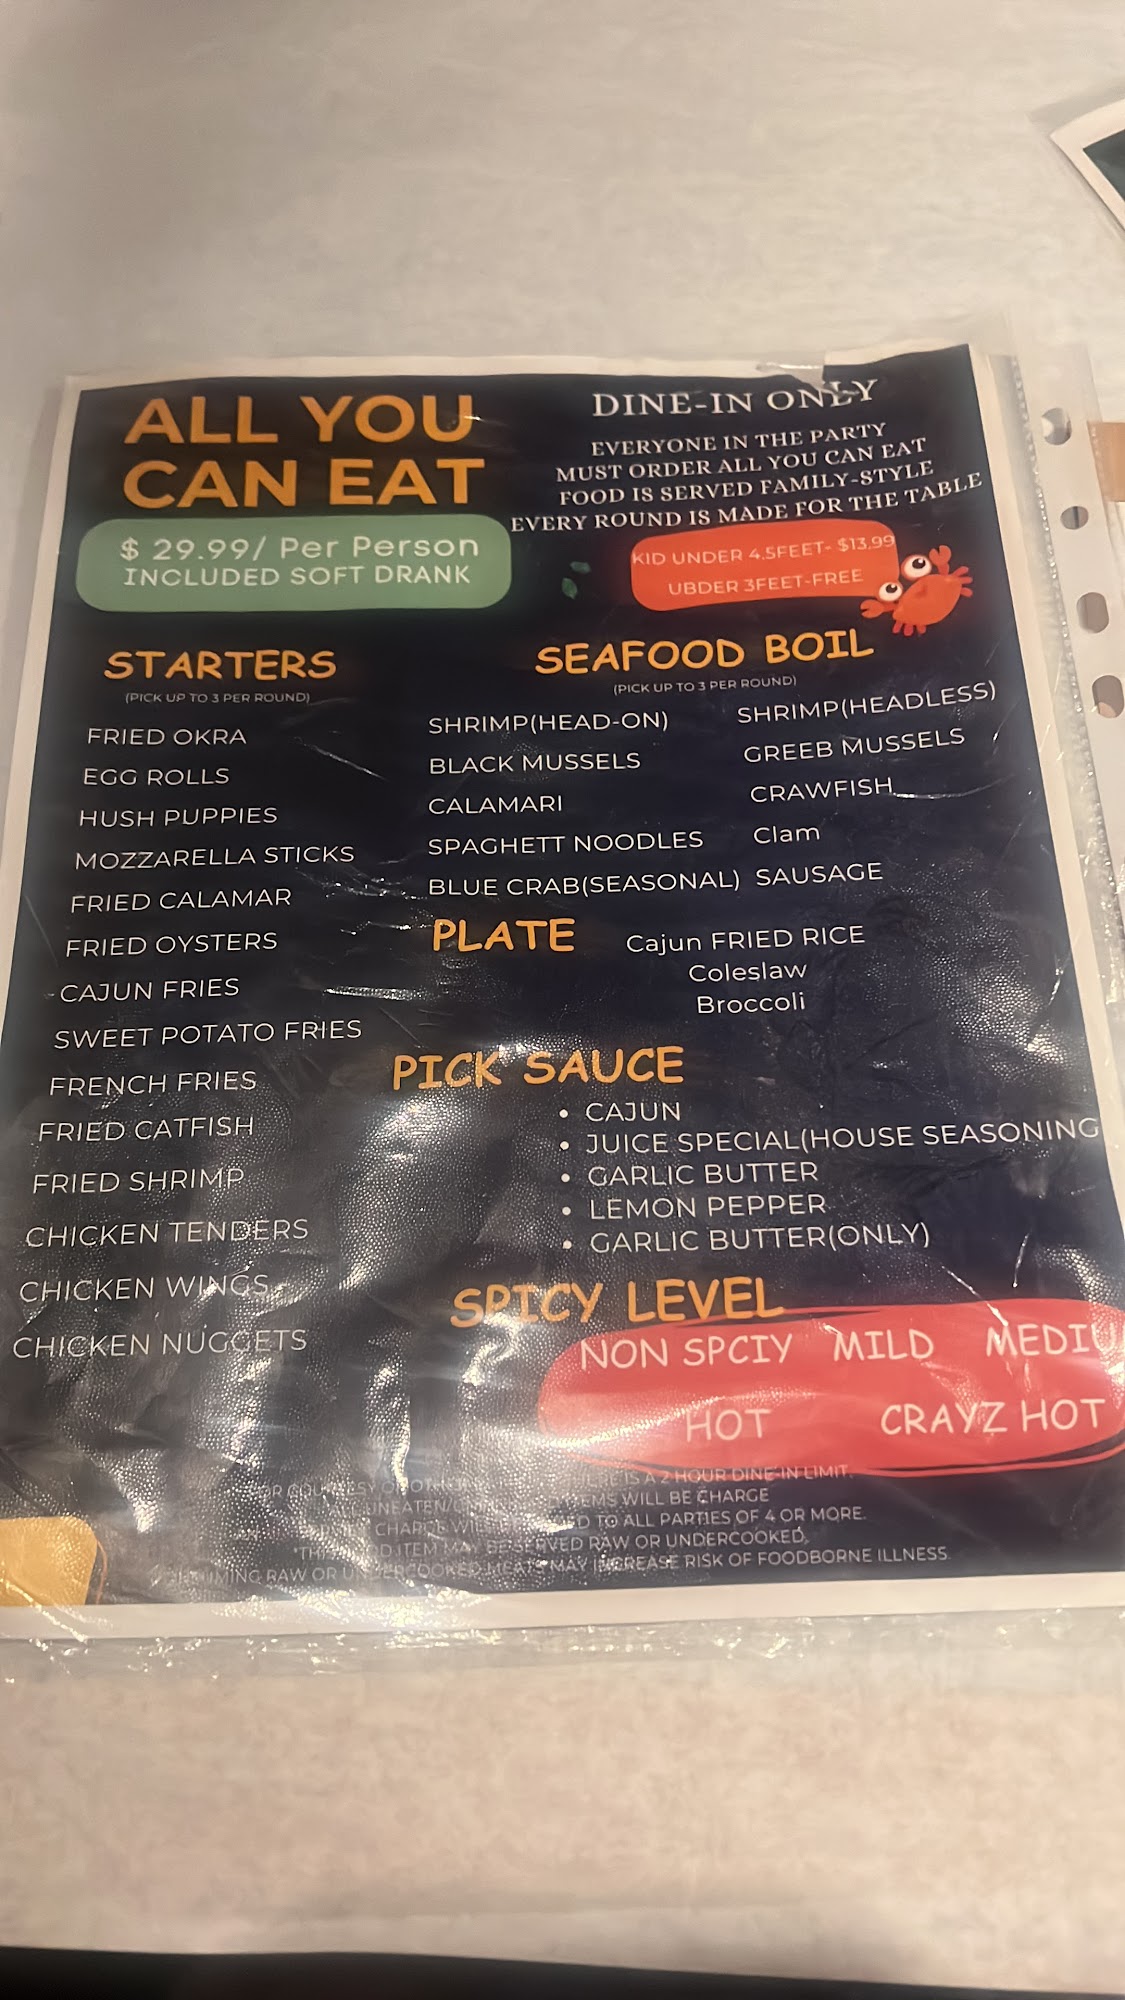 ALL YOU
CAN EAT
$ 29.99/ Per Person
INCLUDED SOFT DRANK
DINE-IN ONLY
EVERYONE IN THE PARTY
MUST ORDER ALL YOU CAN EAT
FOOD IS SERVED FAMILY-STYLE
EVERY ROUND IS MADE FOR THE TABLE
KID UNDER 4.5FEET- $13.99
UBDER 3FEET-FREE
STARTERS
(PICK UP TO 3 PER ROUND)
FRIED OKRA
EGG ROLLS
HUSH PUPPIES
MOZZARELLA STICKS
FRIED CALAMAR
FRIED OYSTERS
-CAJUN FRIES
SWEET POTATO FRIES
FRENCH FRIES
FRIED CATFISH
FRIED SHRIMP
CHICKEN TENDERS
CHICKEN WINGS
CHICKEN NUGGETS
SEAFOOD BOIL
(PICK UP TO 3 PER ROUND)
SHRIMP(HEAD-ON) SHRIMP(HEADLESS)
BLACK MUSSELS GREEB MUSSELS
CALAMARI CRAWFISH
SPAGHETT NOODLES Clam
BLUE CRAB(SEASONAL) SAUSAGE
PLATE
Cajun FRIED RICE
Coleslaw
Broccoli
PICK SAUCE
• CAJUN
• JUICE SPECIAL(HOUSE SEASONING
• GARLIC BUTTER
• LEMON PEPPER
• GARLIC BUTTER(ONLY)
SPICY LEVEL
NON SPCIY MILD MEDIU
HOT CRAYZ HOT
IS A 2 HOUR DINE-IN LIMIT.
WILL BE CHARGE
TO ALL PARTIES OF 4 OR MORE.
ITEM MAY BE SERVED RAW OR UNDERCOOKED,
RAW OR UNDERCOOKED MEATS MAY INCREASE RISK OF FOODBORNE ILLNESS